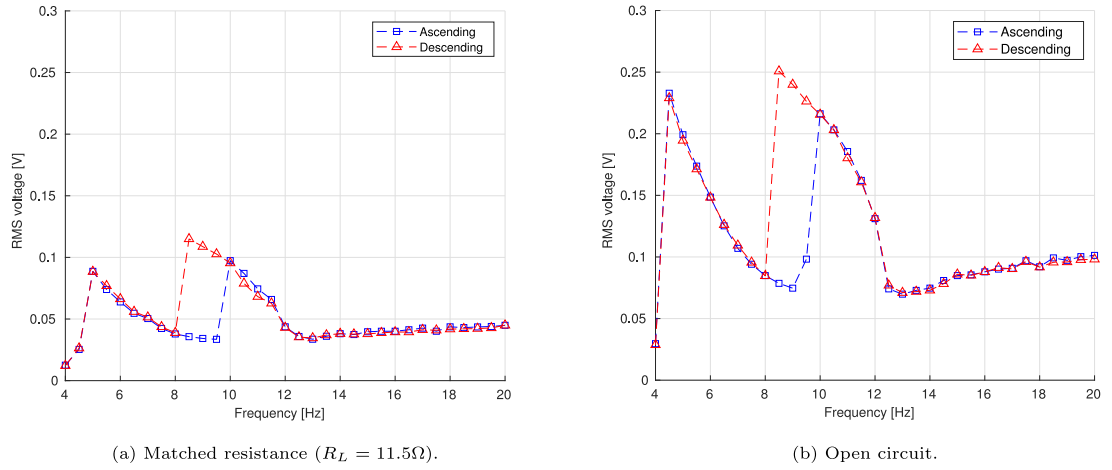 0.3
0.25
0.2
0.15
0.1
0.05
0
RMS voltage [V]
4 6 8 10 12 14 16 18 20
Frequency [Hz]
Ascending
Descending
(a) Matched resistance (R_L = 11.5Ω).
0.3
0.25
0.2
0.15
0.1
0.05
0
RMS voltage [V]
4 6 8 10 12 14 16 18 20
Frequency [Hz]
Ascending
Descending
(b) Open circuit.